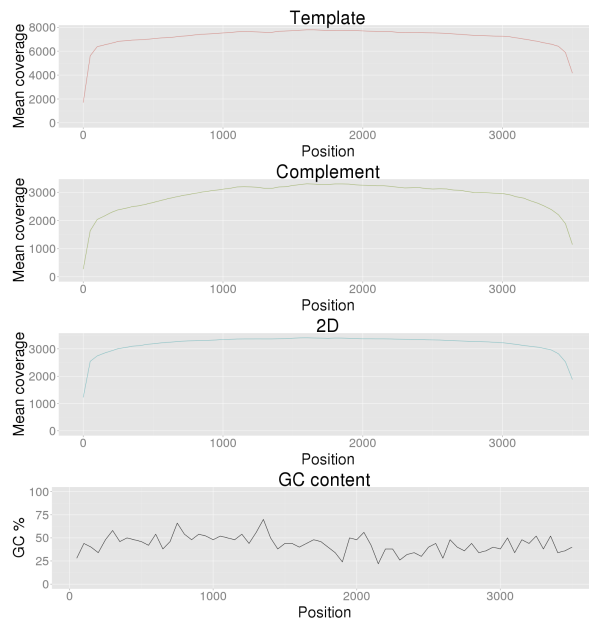 Template
Mean coverage
8000
6000
4000
2000
0
0 1000 2000 3000
Position
Complement
Mean coverage
3000
2000
1000
0
0 1000 2000 3000
Position
2D
Mean coverage
3000
2000
1000
0
0 1000 2000 3000
Position
GC content
GC %
100
75
50
25
0
0 1000 2000 3000
Position